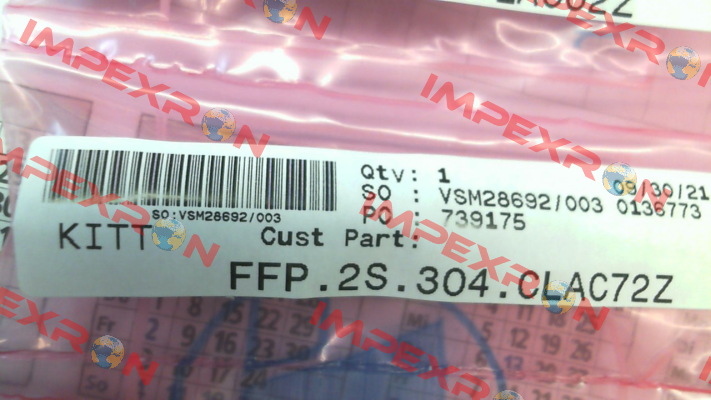 Qty: 1 09/30/21
SO : VSM28692/003 0136773
PO : 739175
SO:VSM28692/003
KITT Cust Part:
FFP.2S.304.CLAC72Z
IMPEXRON
IMPEXRON
IMPEXRON
IMPEXRON
IMPEXRON
IMPEXRON